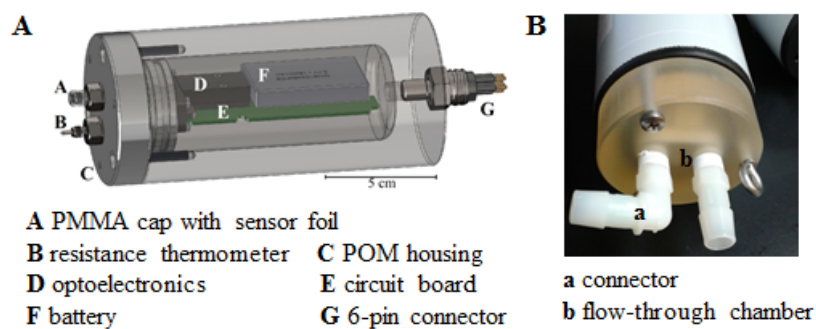 A
B
A
B
C
D
E
F
G
5 cm
a
b
A PMMA cap with sensor foil
B resistance thermometer C POM housing
D optoelectronics E circuit board
F battery G 6-pin connector
a connector
b flow-through chamber